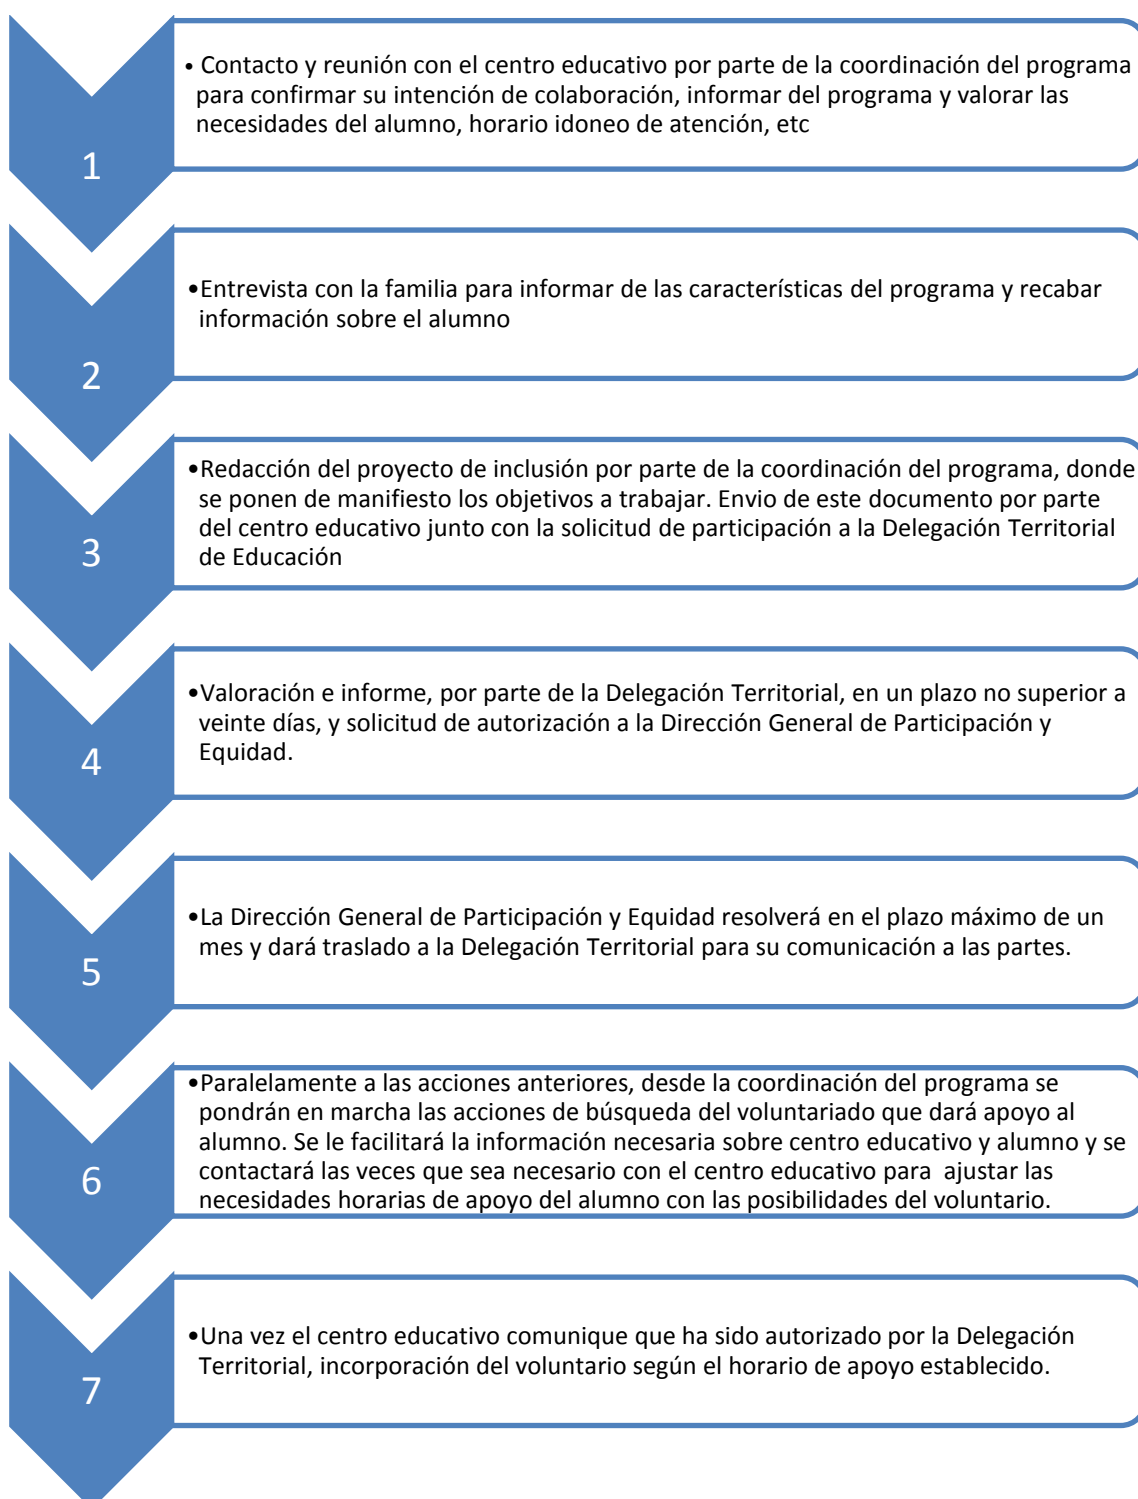 • Contacto y reunión con el centro educativo por parte de la coordinación del programa
para confirmar su intención de colaboración, informar del programa y valorar las
necesidades del alumno, horario idoneo de atención, etc
1
•Entrevista con la familia para informar de las características del programa y recabar
información sobre el alumno
2
•Redacción del proyecto de inclusión por parte de la coordinación del programa, donde
se ponen de manifiesto los objetivos a trabajar. Envio de este documento por parte
del centro educativo junto con la solicitud de participación a la Delegación Territorial
de Educación
3
•Valoración e informe, por parte de la Delegación Territorial, en un plazo no superior a
veinte días, y solicitud de autorización a la Dirección General de Participación y
Equidad.
4
•La Dirección General de Participación y Equidad resolverá en el plazo máximo de un
mes y dará traslado a la Delegación Territorial para su comunicación a las partes.
5
•Paralelamente a las acciones anteriores, desde la coordinación del programa se
pondrán en marcha las acciones de búsqueda del voluntariado que dará apoyo al
alumno. Se le facilitará la información necesaria sobre centro educativo y alumno y se
contactará las veces que sea necesario con el centro educativo para  ajustar las
necesidades horarias de apoyo del alumno con las posibilidades del voluntario.
6
•Una vez el centro educativo comunique que ha sido autorizado por la Delegación
Territorial, incorporación del voluntario según el horario de apoyo establecido.
7